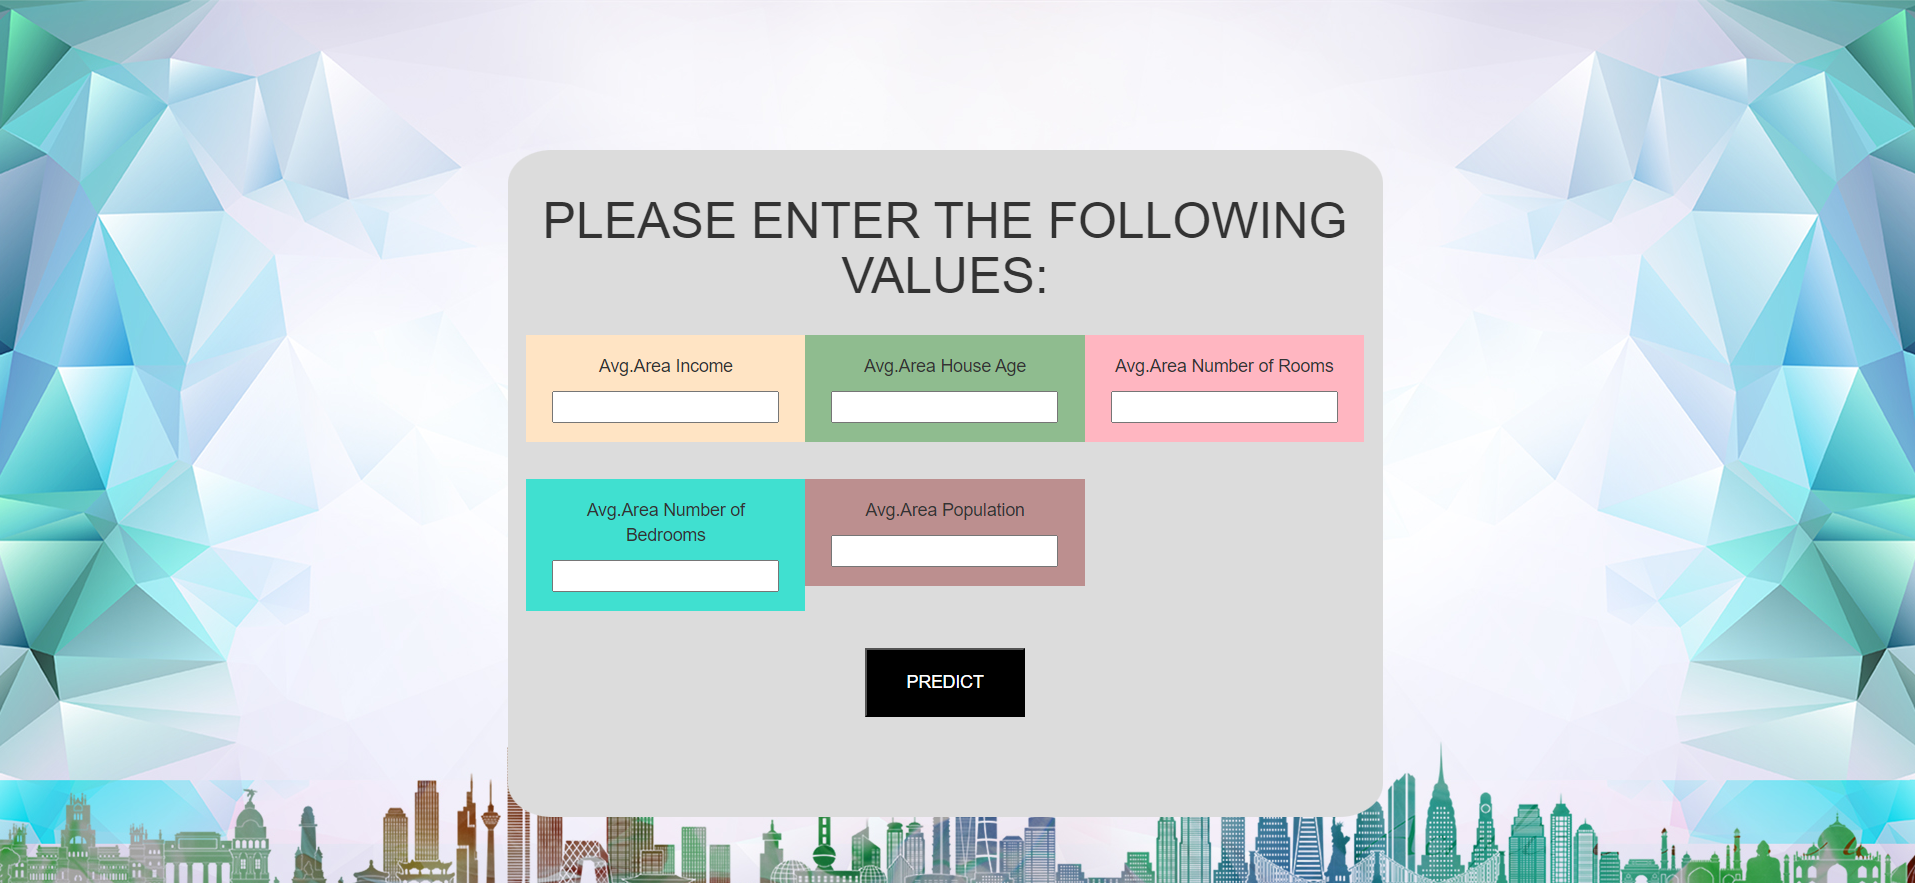 PLEASE ENTER THE FOLLOWING
VALUES:
Avg.Area Income
Avg.Area House Age
Avg.Area Number of Rooms
Avg.Area Number of
Bedrooms
Avg.Area Population
PREDICT